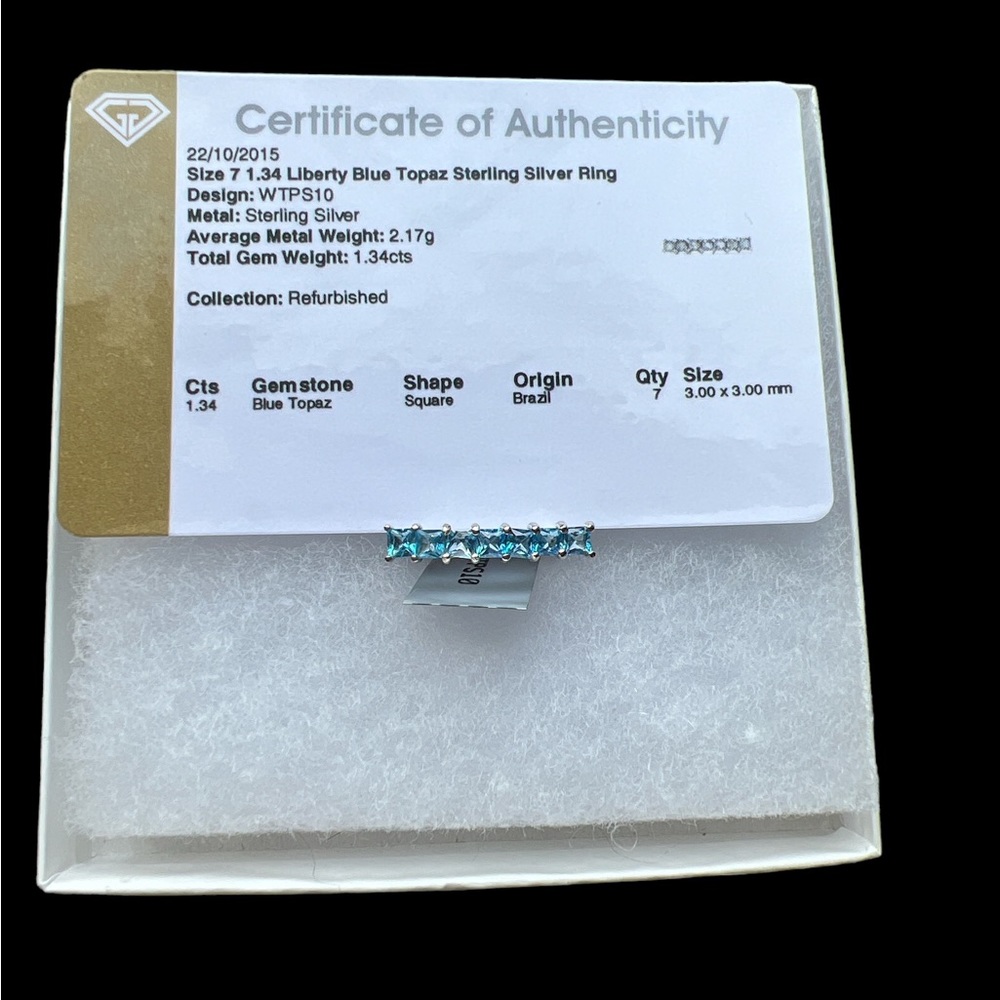 Certificate of Authenticity
22/10/2015
Size 7 1.34 Liberty Blue Topaz Sterling Silver Ring
Design: WTPS10
Metal: Sterling Silver
Average Metal Weight: 2.17g
Total Gem Weight: 1.34cts
Collection: Refurbished
Cts Gemstone Shape Origin Qty Size
1.34 Blue Topaz Square Brazil 7 3.00 x 3.00 mm